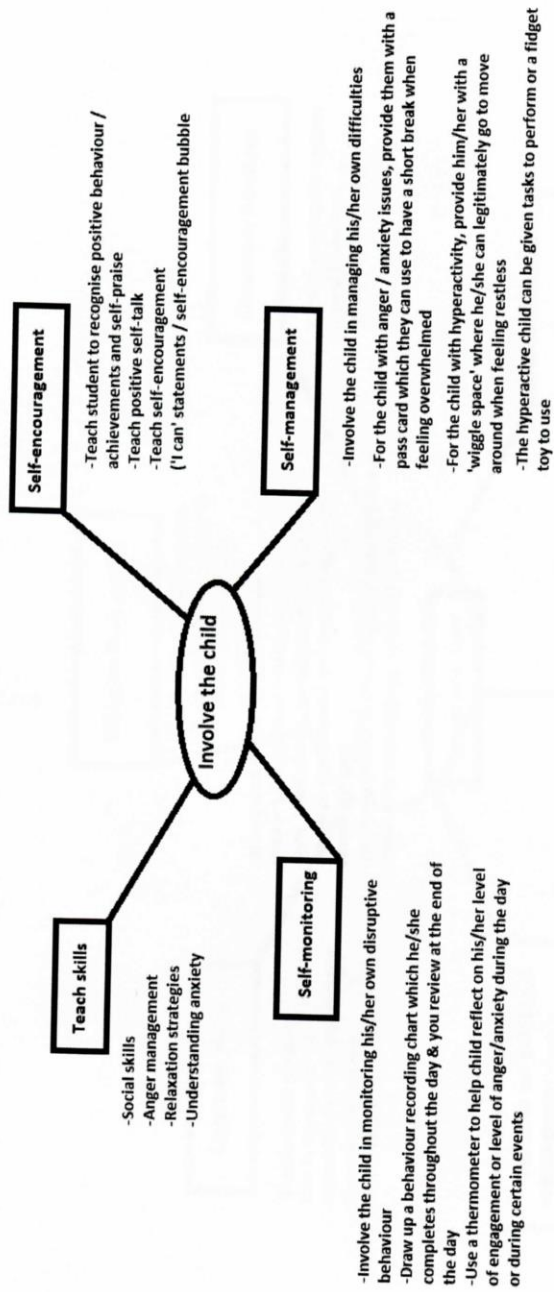 Involve the child
Teach skills
-Social skills
-Anger management
-Relaxation strategies
-Understanding anxiety
Self-encouragement
-Teach student to recognise positive behaviour /
achievements and self-praise
-Teach positive self-talk
-Teach self-encouragement
('I can' statements / self-encouragement bubble
Self-monitoring
-Involve the child in monitoring his/her own disruptive
behaviour
-Draw up a behaviour recording chart which he/she
completes throughout the day & you review at the end of
the day
-Use a thermometer to help child reflect on his/her level
of engagement or level of anger/anxiety during the day
or during certain events
Self-management
-Involve the child in managing his/her own difficulties
-For the child with anger / anxiety issues, provide them with a
pass card which they can use to have a short break when
feeling overwhelmed
-For the child with hyperactivity, provide him/her with a
'wiggle space' where he/she can legitimately go to move
around when feeling restless
-The hyperactive child can be given tasks to perform or a fidget
toy to use